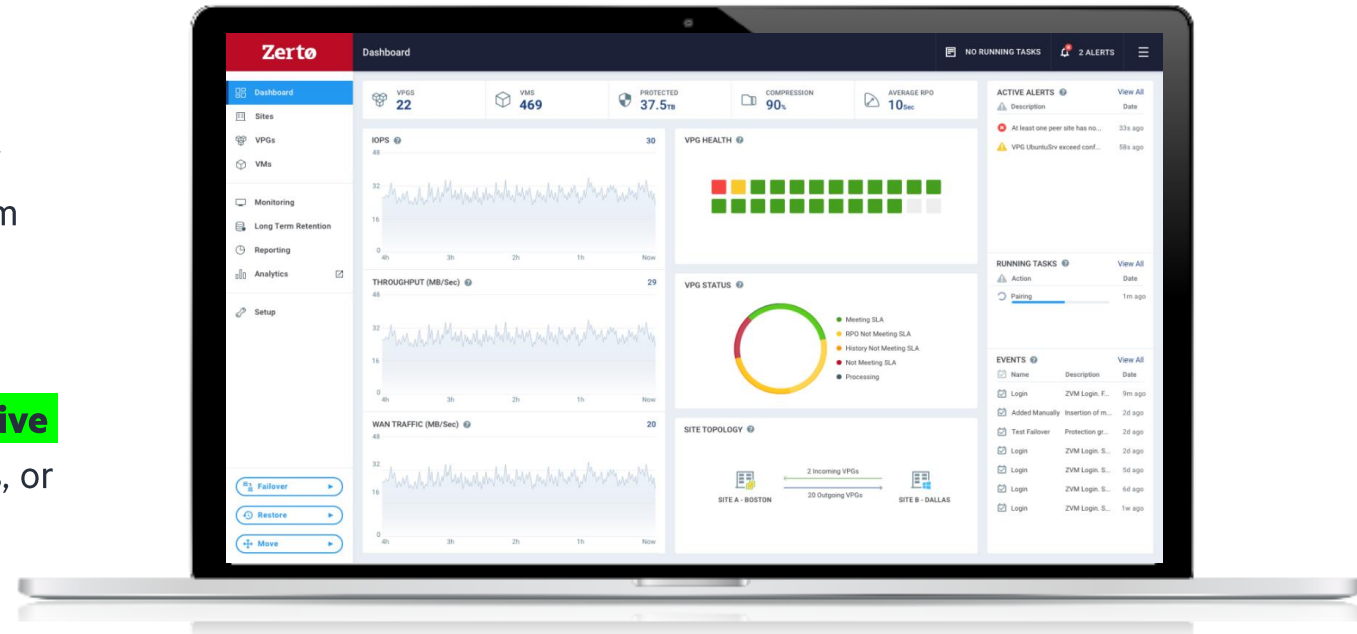 m
ive
, or
Zertø
Dashboard
NO RUNNING TASKS
2 ALERTS
Dashboard
Sites
VPGs
VMs
Monitoring
Long Term Retention
Reporting
Analytics
Setup
Failover
Restore
Move
VPGS
22
VMS
469
PROTECTED
37.5TB
COMPRESSION
90%
AVERAGE RPO
10Sec
IOPS
30
48
32
16
0
4h 3h 2h 1h Now
THROUGHPUT (MB/Sec)
29
48
32
16
0
4h 3h 2h 1h Now
WAN TRAFFIC (MB/Sec)
20
48
32
16
0
4h 3h 2h 1h Now
VPG HEALTH
VPG STATUS
Meeting SLA
RPO Not Meeting SLA
History Not Meeting SLA
Not Meeting SLA
Processing
SITE TOPOLOGY
2 Incoming VPGs
20 Outgoing VPGs
SITE A - BOSTON
SITE B - DALLAS
ACTIVE ALERTS View All
Description Date
At least one peer site has no... 33s ago
VPG UbuntuSrv exceed conf... 58s ago
RUNNING TASKS View All
Action Date
Pairing 1m ago
EVENTS View All
Name Description Date
Login ZVM Login. F... 9m ago
Added Manually Insertion of m... 2d ago
Test Failover Protection gr... 2d ago
Login ZVM Login. S... 2d ago
Login ZVM Login. S... 5d ago
Login ZVM Login. S... 6d ago
Login ZVM Login. S... 1w ago